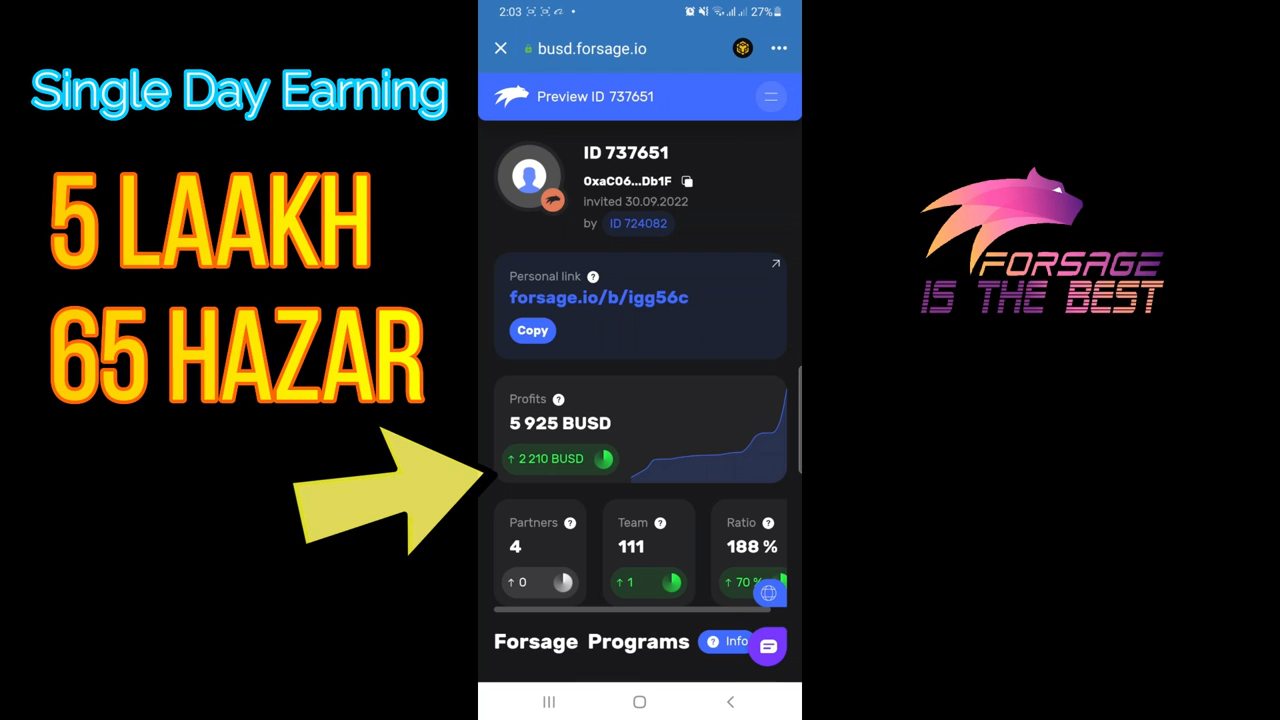 Single Day Earning
5 LAAKH
65 HAZAR
2:03
27%
busd.forsage.io
Preview ID 737651
ID 737651
0xaC06...Db1F
invited 30.09.2022
by ID 724082
Personal link ?
forsage.io/b/igg56c
Copy
Profits ?
5 925 BUSD
↑ 2 210 BUSD
Partners ?
4
↑ 0
Team ?
111
↑ 1
Ratio ?
188 %
↑ 70 %
Forsage Programs
? Info
FORSAGE
IS THE BEST